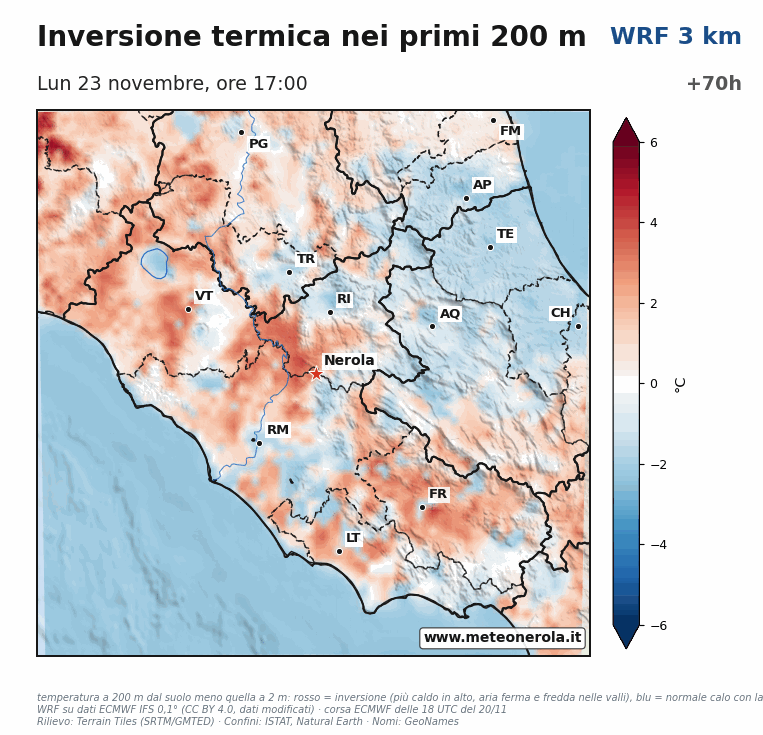 Inversione termica nei primi 200 m WRF 3 km
Lun 23 novembre, ore 17:00 +70h
FM
PG
AP
TE
TR
VT
RI
AQ
CH
Nerola
RM
FR
LT
6
4
2
0
−2
−4
−6
°C
www.meteonerola.it
temperatura a 200 m dal suolo meno quella a 2 m: rosso = inversione (più caldo in alto, aria ferma e fredda nelle valli), blu = normale calo con la
WRF su dati ECMWF IFS 0,1° (CC BY 4.0, dati modificati) · corsa ECMWF delle 18 UTC del 20/11
Rilievo: Terrain Tiles (SRTM/GMTED) · Confini: ISTAT, Natural Earth · Nomi: GeoNames